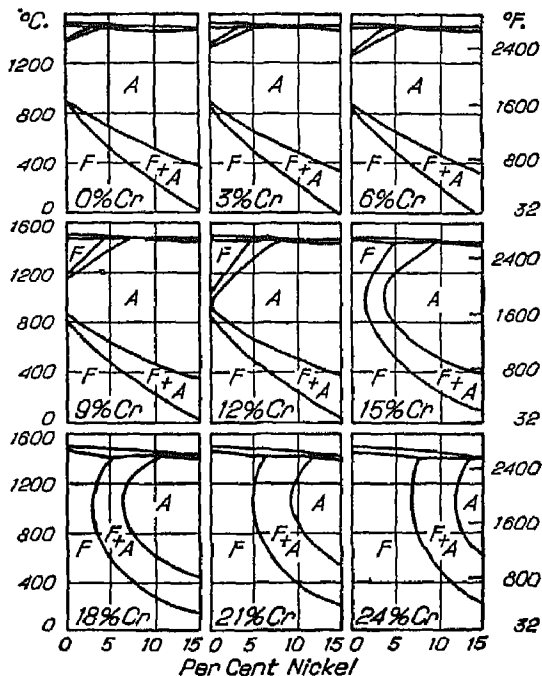 °C. °F.
1200 A A A 2400
800 1600
400 F F+A F F+A F F+A 800
0 0%Cr 3%Cr 6%Cr 32
1600
1200 F A F A F A 2400
800 1600
400 F F+A F F+A F F+A 800
0 9%Cr 12%Cr 15%Cr 32
1600
1200 A A A 2400
800 F F+A F F+A F F+A 1600
400 800
0 18%Cr 21%Cr 24%Cr 32
0 5 10 15 0 5 10 15 0 5 10 15
Per Cent Nickel